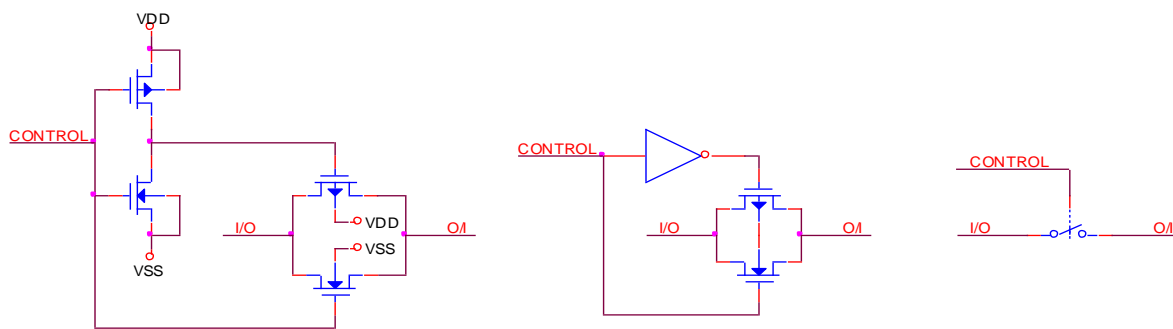 VDD
CONTROL
I/O
VDD
O/I
VSS
VSS
CONTROL
I/O
O/I
CONTROL
I/O
O/I